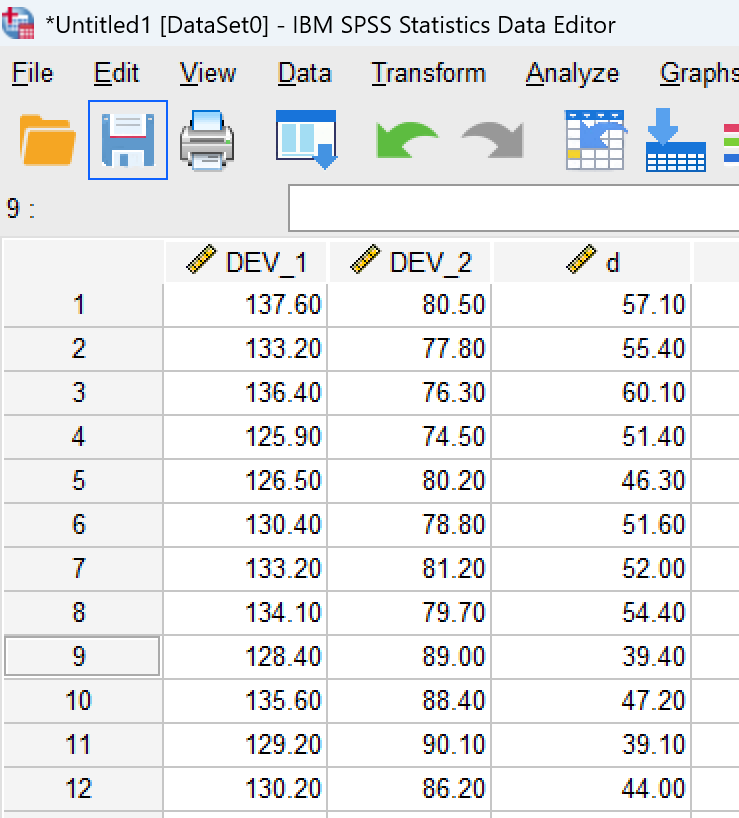 *Untitled1 [DataSet0] - IBM SPSS Statistics Data Editor
File Edit View Data Transform Analyze Graphs
9 :
DEV_1 DEV_2 d
1 137.60 80.50 57.10
2 133.20 77.80 55.40
3 136.40 76.30 60.10
4 125.90 74.50 51.40
5 126.50 80.20 46.30
6 130.40 78.80 51.60
7 133.20 81.20 52.00
8 134.10 79.70 54.40
9 128.40 89.00 39.40
10 135.60 88.40 47.20
11 129.20 90.10 39.10
12 130.20 86.20 44.00